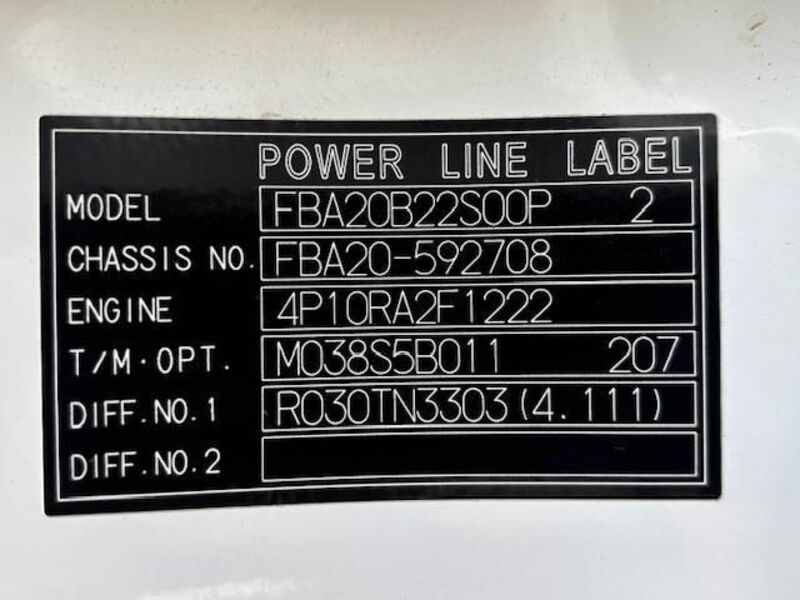 POWER LINE LABEL
MODEL FBA20B22S00P 2
CHASSIS NO. FBA20-592708
ENGINE 4P10RA2F1222
T/M·OPT. M038S5B011 207
DIFF.NO.1 R030TN3303(4.111)
DIFF.NO.2